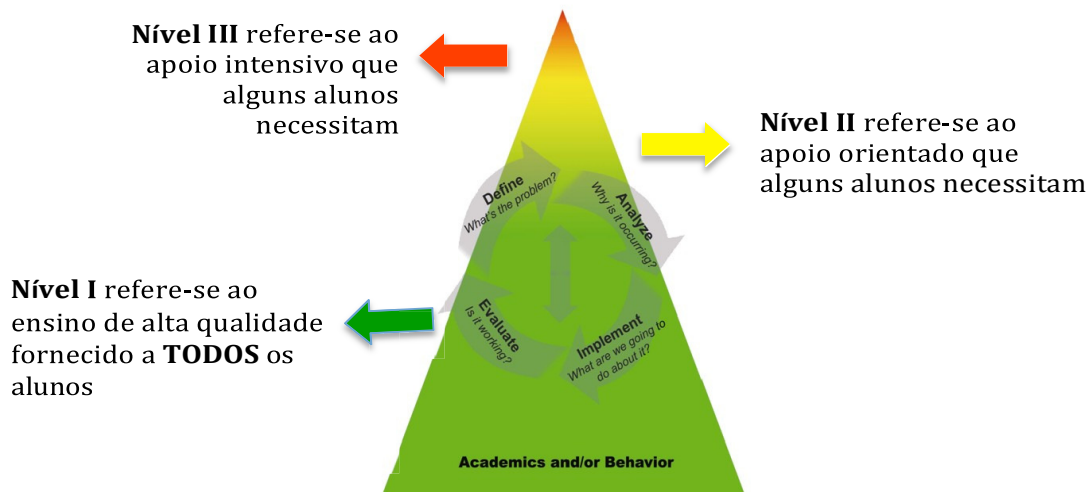 Nível III refere-se ao
apoio intensivo que
alguns alunos
necessitam
Nível II refere-se ao
apoio orientado que
alguns alunos necessitam
Define
What's the problem?
Analyze
Why is it occurring?
Nível I refere-se ao
ensino de alta qualidade
fornecido a TODOS os
alunos
Evaluate
Is it working?
Implement
What are we going to
do about it?
Academics and/or Behavior